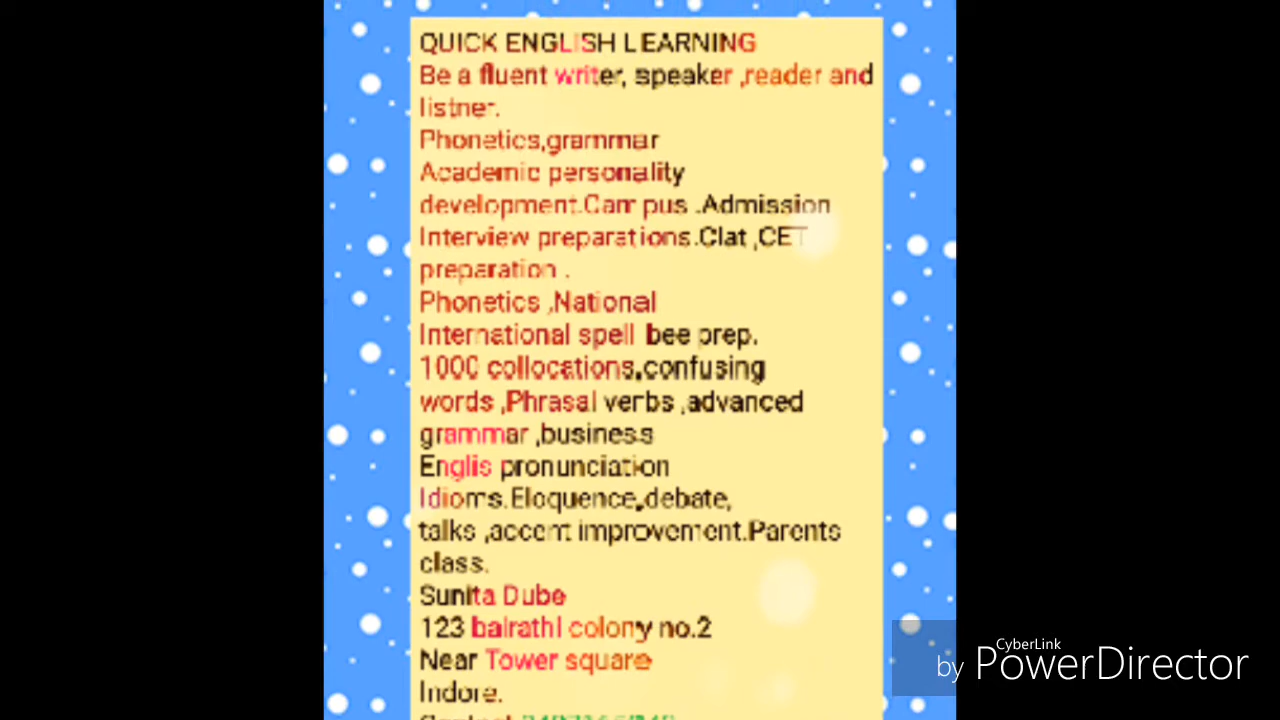 QUICK ENGLISH LEARNING
Be a fluent writer, speaker ,reader and
listner.
Phonetics,grammar
Academic personality
development.Campus .Admission
Interview preparations.Clat ,CET
preparation .
Phonetics ,National
International spell bee prep.
1000 collocations,confusing
words ,Phrasal verbs ,advanced
grammar ,business
Englis pronunciation
Idioms.Eloquence,debate,
talks ,accent improvement.Parents
class.
Sunita Dube
123 bairathi colony no.2
Near Tower square
Indore.
Contact
by CyberLink PowerDirector